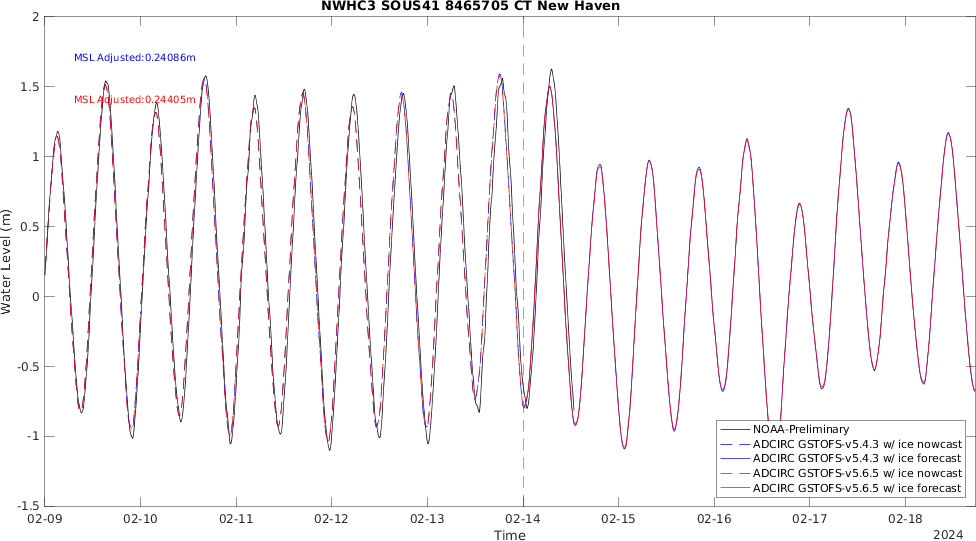 NWHC3 SOUS41 8465705 CT New Haven
2
MSL Adjusted:0.24086m
1.5
MSL Adjusted:0.24405m
1
0.5
Water Level (m)
0
-0.5
-1
NOAA-Preliminary
ADCIRC GSTOFS-v5.4.3 w/ ice nowcast
ADCIRC GSTOFS-v5.4.3 w/ ice forecast
ADCIRC GSTOFS-v5.6.5 w/ ice nowcast
ADCIRC GSTOFS-v5.6.5 w/ ice forecast
-1.5
02-09 02-10 02-11 02-12 02-13 02-14 02-15 02-16 02-17 02-18
Time
2024